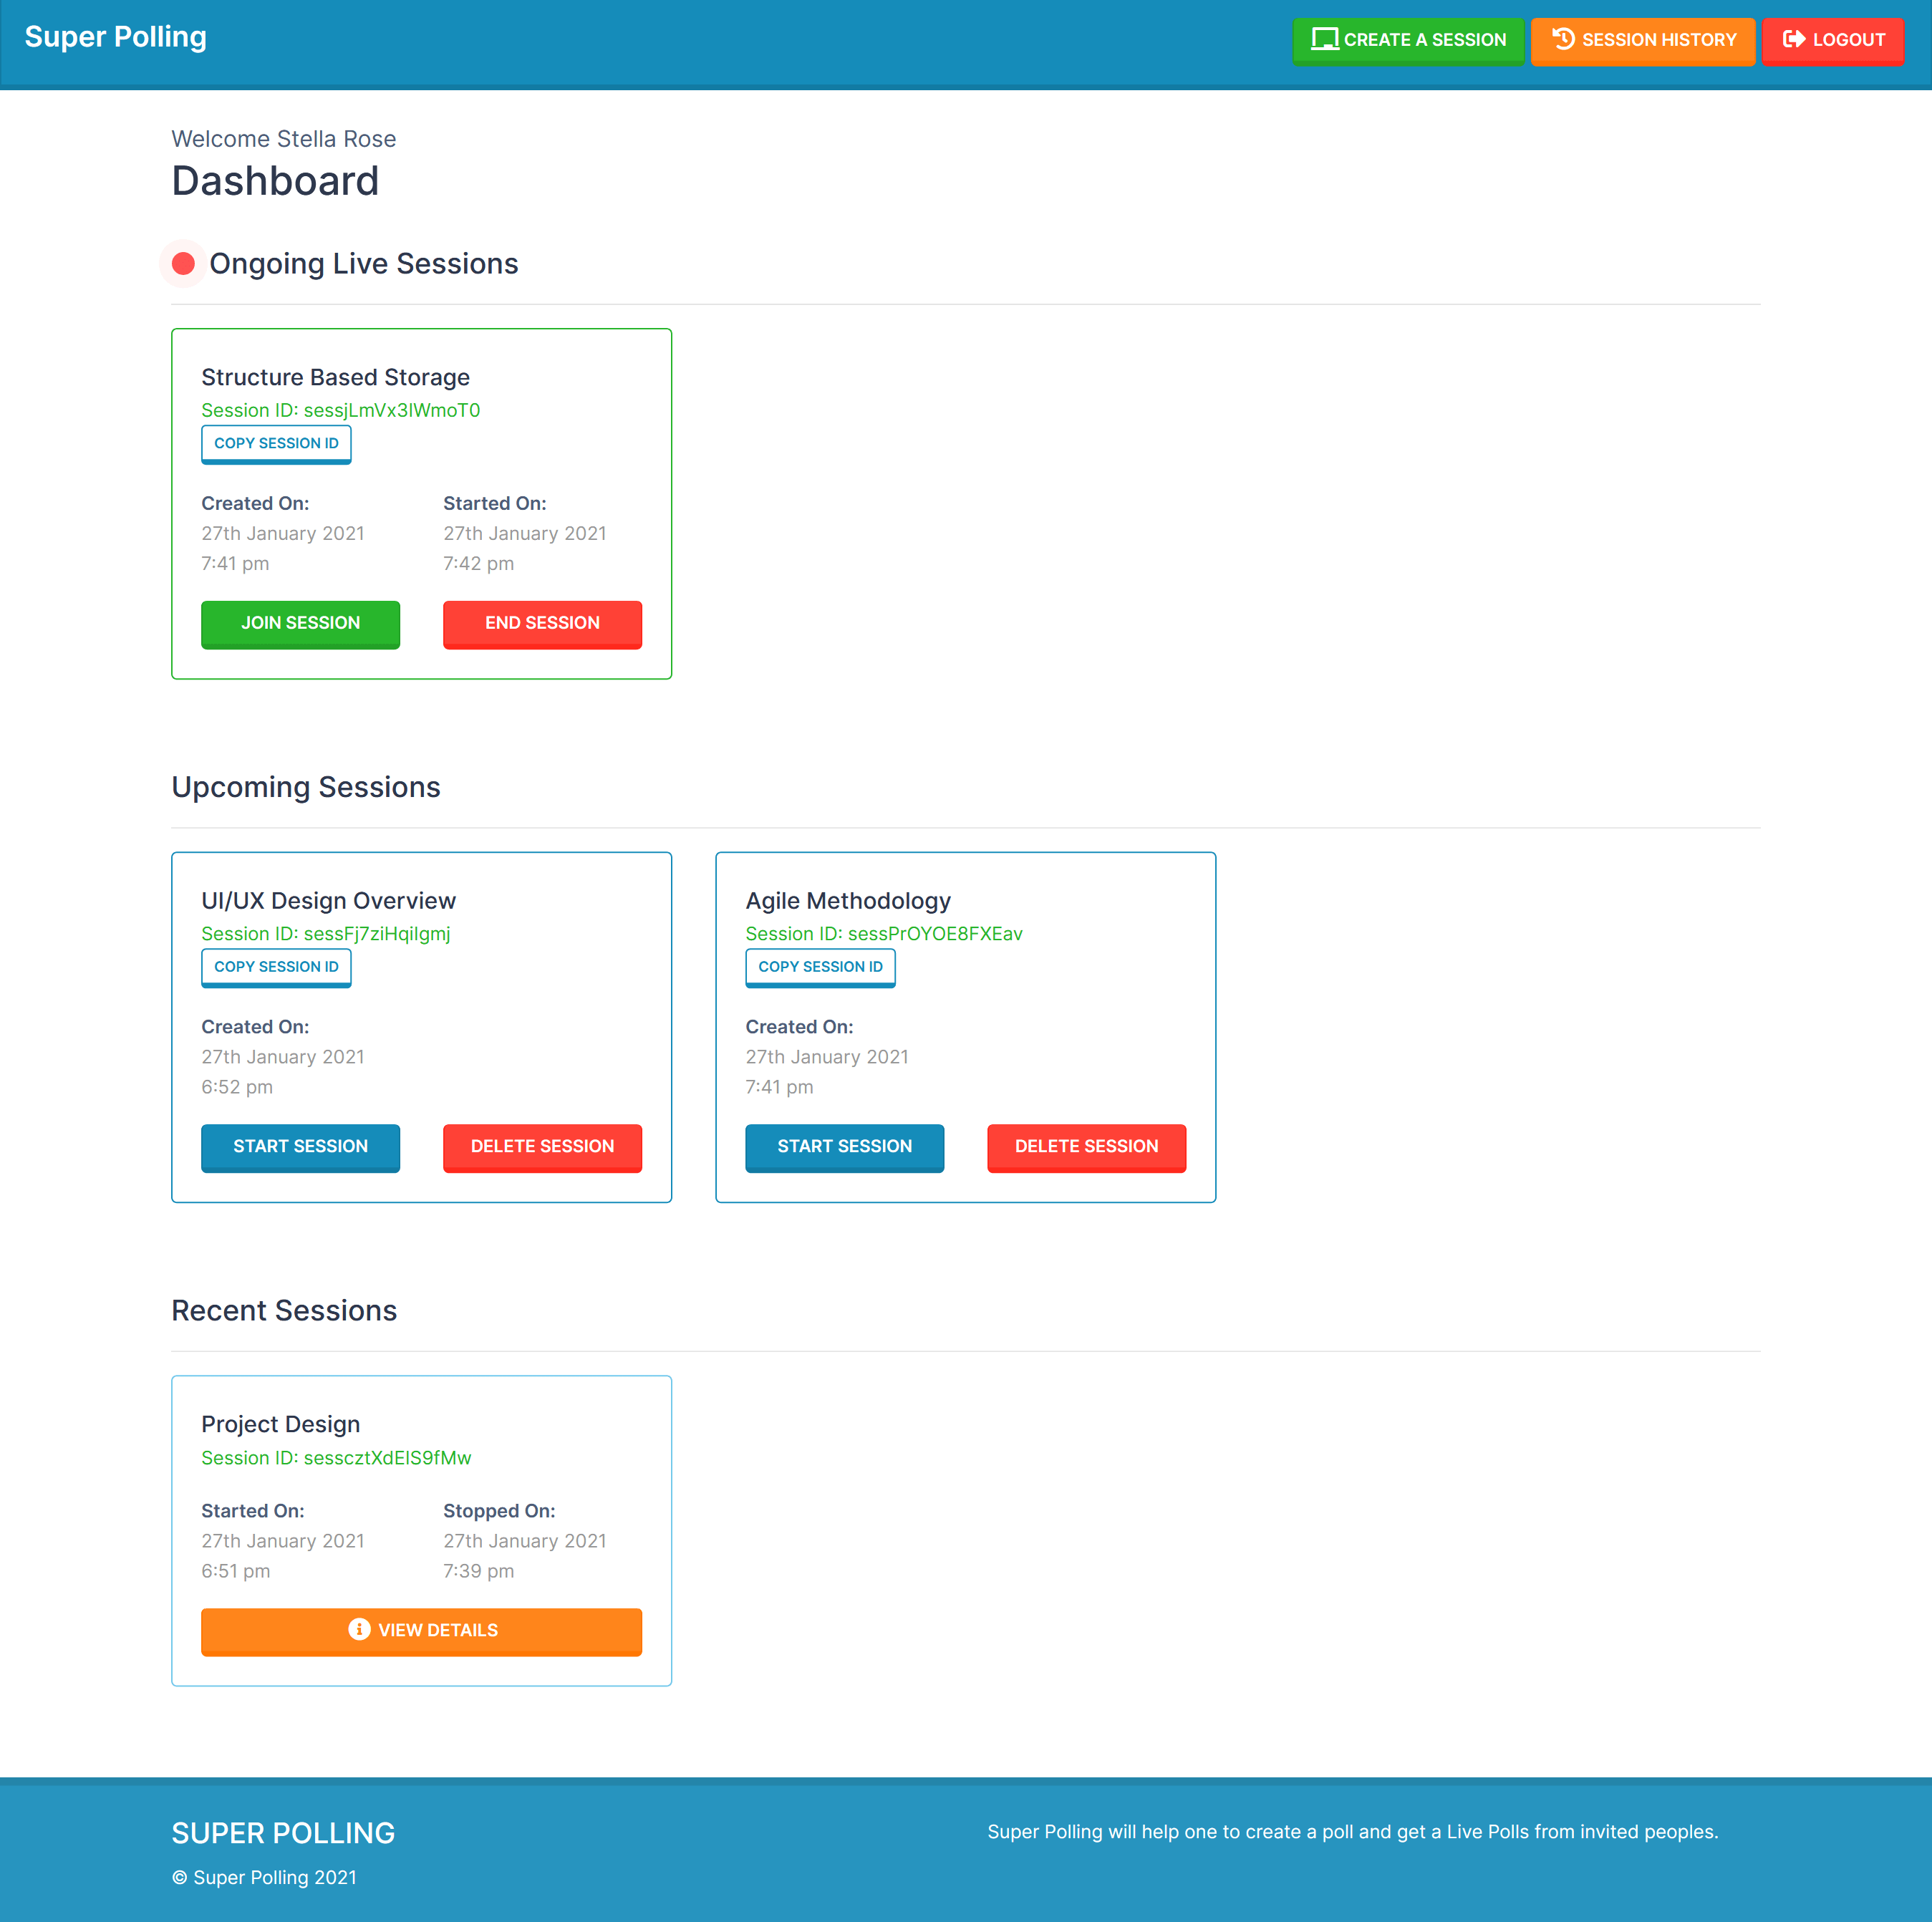 Super Polling
CREATE A SESSION
SESSION HISTORY
LOGOUT
Welcome Stella Rose
Dashboard
Ongoing Live Sessions
Structure Based Storage
Session ID: sessjLmVx3IWmoT0
COPY SESSION ID
Created On:
27th January 2021
7:41 pm
Started On:
27th January 2021
7:42 pm
JOIN SESSION
END SESSION
Upcoming Sessions
UI/UX Design Overview
Session ID: sessFj7ziHqiIgmj
COPY SESSION ID
Created On:
27th January 2021
6:52 pm
START SESSION
DELETE SESSION
Agile Methodology
Session ID: sessPrOYOE8FXEav
COPY SESSION ID
Created On:
27th January 2021
7:41 pm
START SESSION
DELETE SESSION
Recent Sessions
Project Design
Session ID: sesscztXdEIS9fMw
Started On:
27th January 2021
6:51 pm
Stopped On:
27th January 2021
7:39 pm
VIEW DETAILS
SUPER POLLING
© Super Polling 2021
Super Polling will help one to create a poll and get a Live Polls from invited peoples.